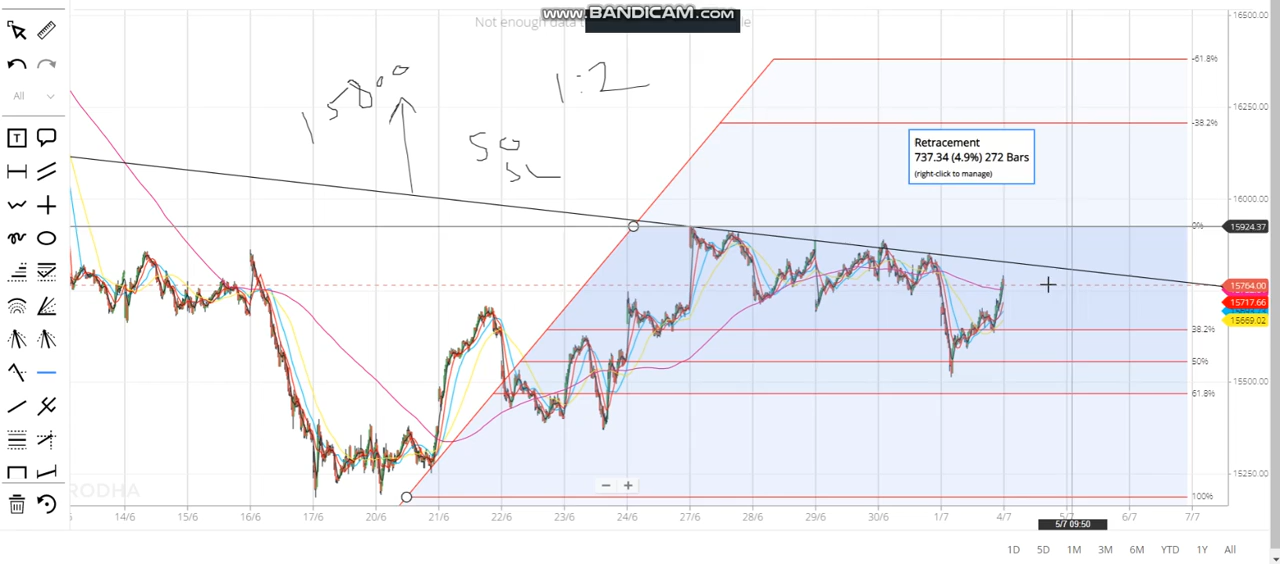 WWW.BANDICAM.COM
Not enough data
16500.00
-61.8%
16250.00
-38.2%
1:2
50
Retracement
737.34 (4.9%) 272 Bars
(right-click to manage)
All
16000.00
0%
15924.37
15764.00
15717.66
15669.02
38.2%
50%
61.8%
15500.00
15250.00
100%
RODHA
14/6 15/6 16/6 17/6 20/6 21/6 22/6 23/6 24/6 27/6 28/6 29/6 30/6 1/7 4/7 5/7 6/7 7/7
5/7 09:50
1D 5D 1M 3M 6M YTD 1Y All